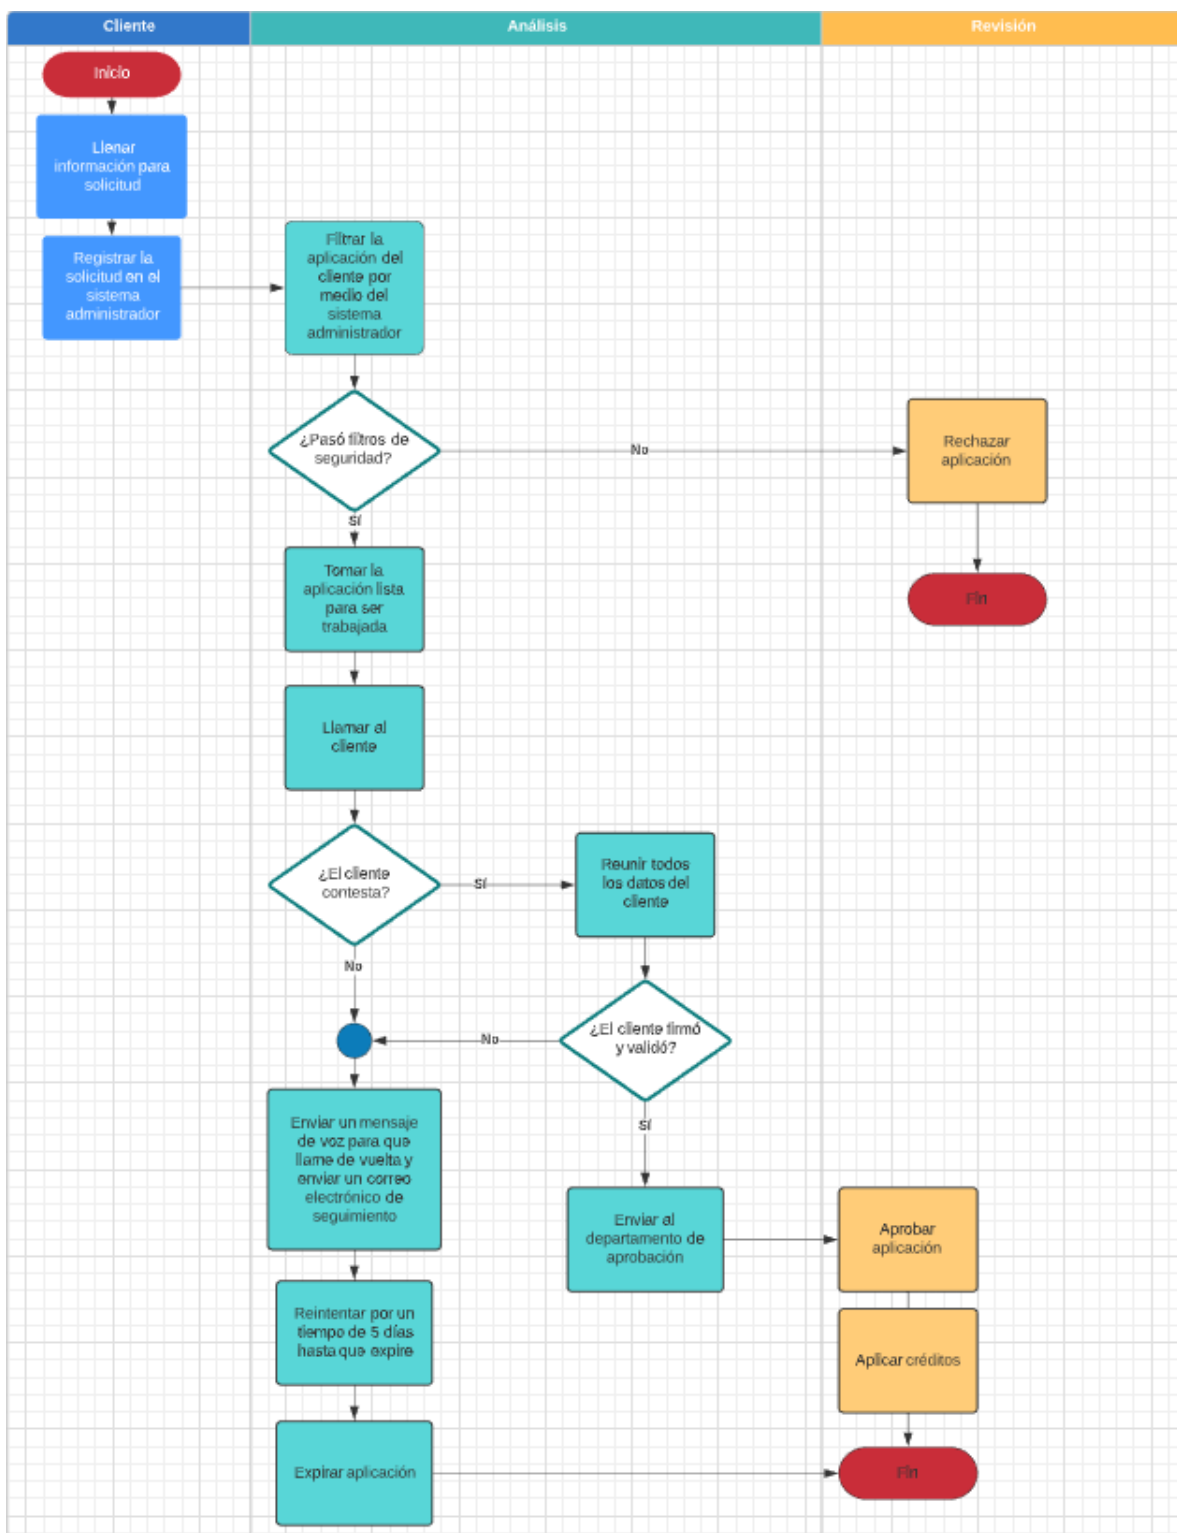 Cliente
Análisis
Revisión
Inicio
Llenar
información para
solicitud
Registrar la
solicitud en el
sistema
administrador
Filtrar la
aplicación del
cliente por
medio del
sistema
administrador
¿Pasó filtros de
seguridad?
No
Rechazar
aplicación
Fin
Sí
Tomar la
aplicación lista
para ser
trabajada
Llamar al
cliente
¿El cliente
contesta?
Sí
Reunir todos
los datos del
cliente
No
¿El cliente firmó
y validó?
No
Sí
Enviar un mensaje
de voz para que
llame de vuelta y
enviar un correo
electrónico de
seguimiento
Enviar al
departamento de
aprobación
Aprobar
aplicación
Reintentar por un
tiempo de 5 días
hasta que expire
Aplicar créditos
Expirar aplicación
Fin